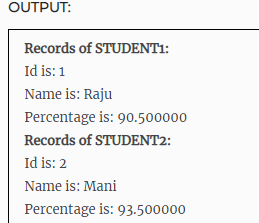 OUTPUT:
Records of STUDENT1:
Id is: 1
Name is: Raju
Percentage is: 90.500000
Records of STUDENT2:
Id is: 2
Name is: Mani
Percentage is: 93.500000